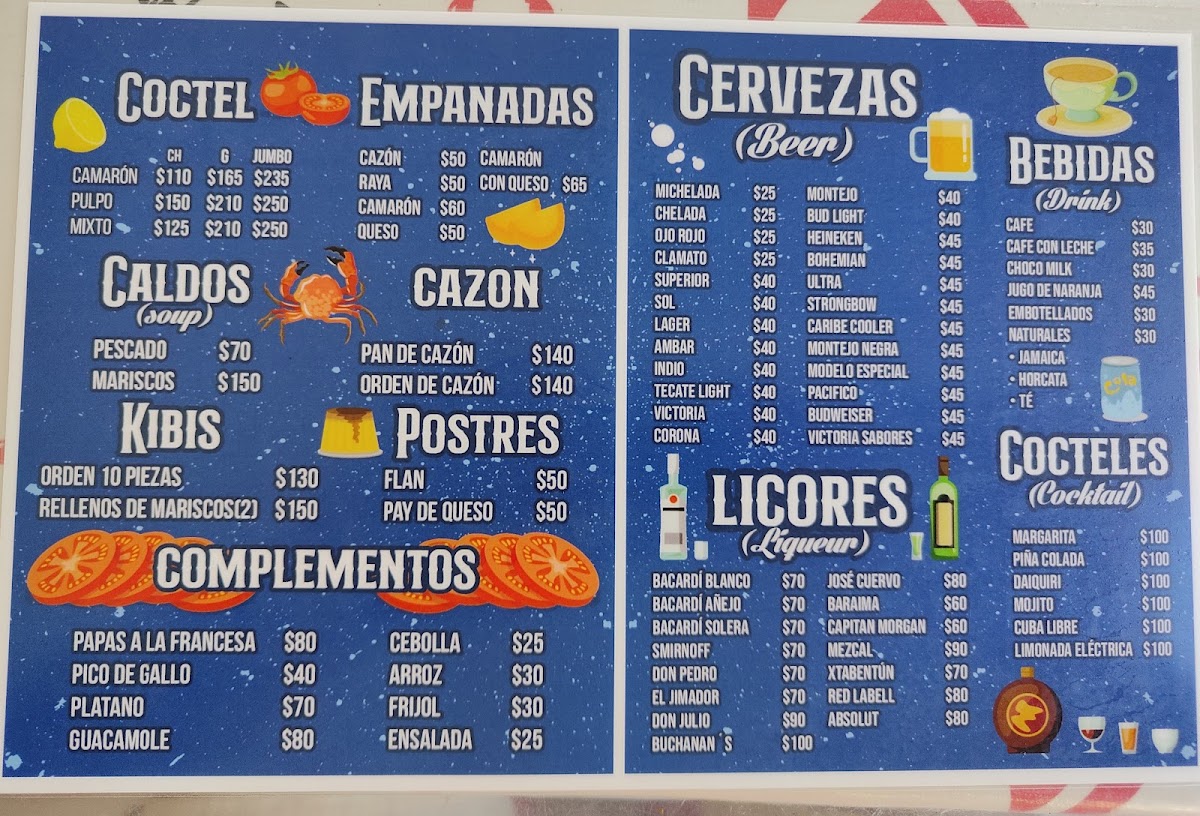 COCTEL
CH G JUMBO
CAMARÓN $110 $165 $235
PULPO $150 $210 $250
MIXTO $125 $210 $250
EMPANADAS
CAZÓN $50
RAYA $50
CAMARÓN $60
QUESO $50
CAMARÓN
CON QUESO $65
CALDOS
(soup)
PESCADO $70
MARISCOS $150
CAZON
PAN DE CAZÓN $140
ORDEN DE CAZÓN $140
KIBIS
ORDEN 10 PIEZAS $130
RELLENOS DE MARISCOS(2) $150
POSTRES
FLAN $50
PAY DE QUESO $50
COMPLEMENTOS
PAPAS A LA FRANCESA $80
PICO DE GALLO $40
PLATANO $70
GUACAMOLE $80
CEBOLLA $25
ARROZ $30
FRIJOL $30
ENSALADA $25
CERVEZAS
(Beer)
MICHELADA $25
CHELADA $25
OJO ROJO $25
CLAMATO $25
SUPERIOR $40
SOL $40
LAGER $40
AMBAR $40
INDIO $40
TECATE LIGHT $40
VICTORIA $40
CORONA $40
MONTEJO $40
BUD LIGHT $40
HEINEKEN $45
BOHEMIAN $45
ULTRA $45
STRONGBOW $45
CARIBE COOLER $45
MONTEJO NEGRA $45
MODELO ESPECIAL $45
PACIFICO $45
BUDWEISER $45
VICTORIA SABORES $45
LICORES
(Liqueur)
BACARDÍ BLANCO $70
BACARDÍ AÑEJO $70
BACARDÍ SOLERA $70
SMIRNOFF $70
DON PEDRO $70
EL JIMADOR $70
DON JULIO $90
BUCHANAN´S $100
JOSÉ CUERVO $80
BARAIMA $60
CAPITAN MORGAN $60
MEZCAL $90
XTABENTÚN $70
RED LABELL $80
ABSOLUT $80
BEBIDAS
(Drink)
CAFE $30
CAFE CON LECHE $35
CHOCO MILK $30
JUGO DE NARANJA $45
EMBOTELLADOS $30
NATURALES $30
• JAMAICA
• HORCATA
• TÉ
Cola
COCTELES
(Cocktail)
MARGARITA $100
PIÑA COLADA $100
DAIQUIRI $100
MOJITO $100
CUBA LIBRE $100
LIMONADA ELÉCTRICA $100